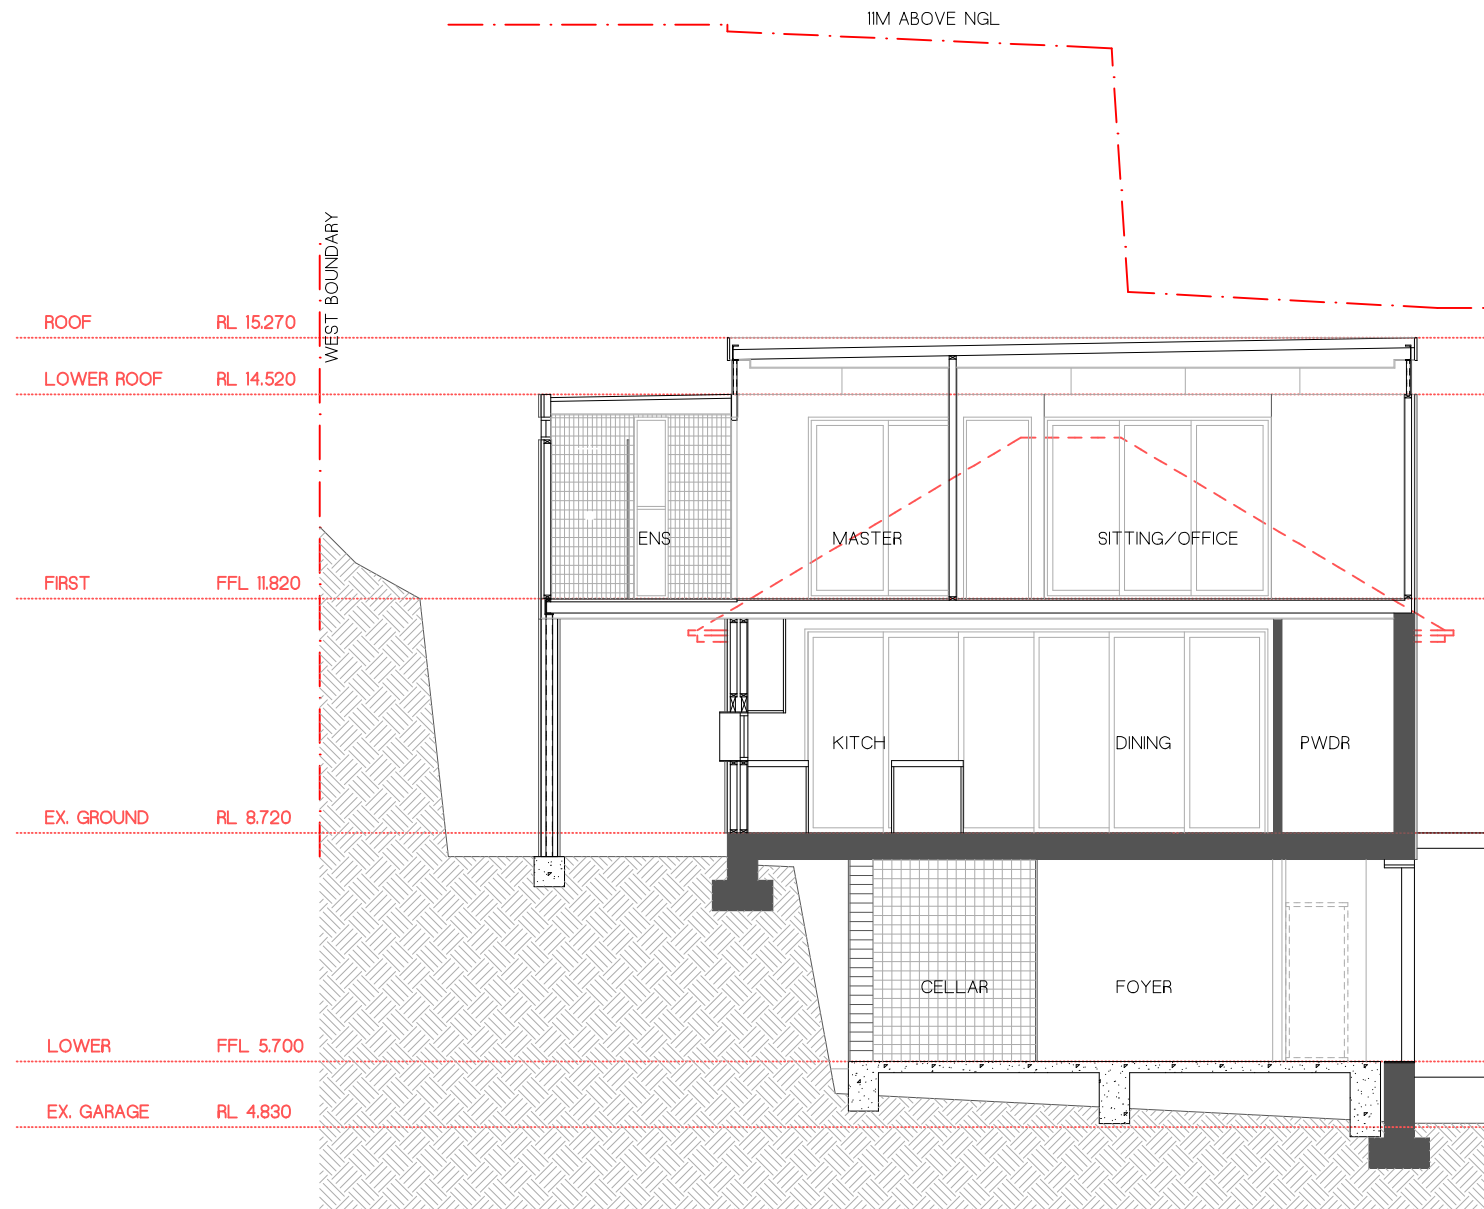 11M ABOVE NGL
WEST BOUNDARY
ROOF RL 15.270
LOWER ROOF RL 14.520
ENS MASTER SITTING/OFFICE
FIRST FFL 11.820
KITCH DINING PWDR
EX. GROUND RL 8.720
CELLAR FOYER
LOWER FFL 5.700
EX. GARAGE RL 4.830